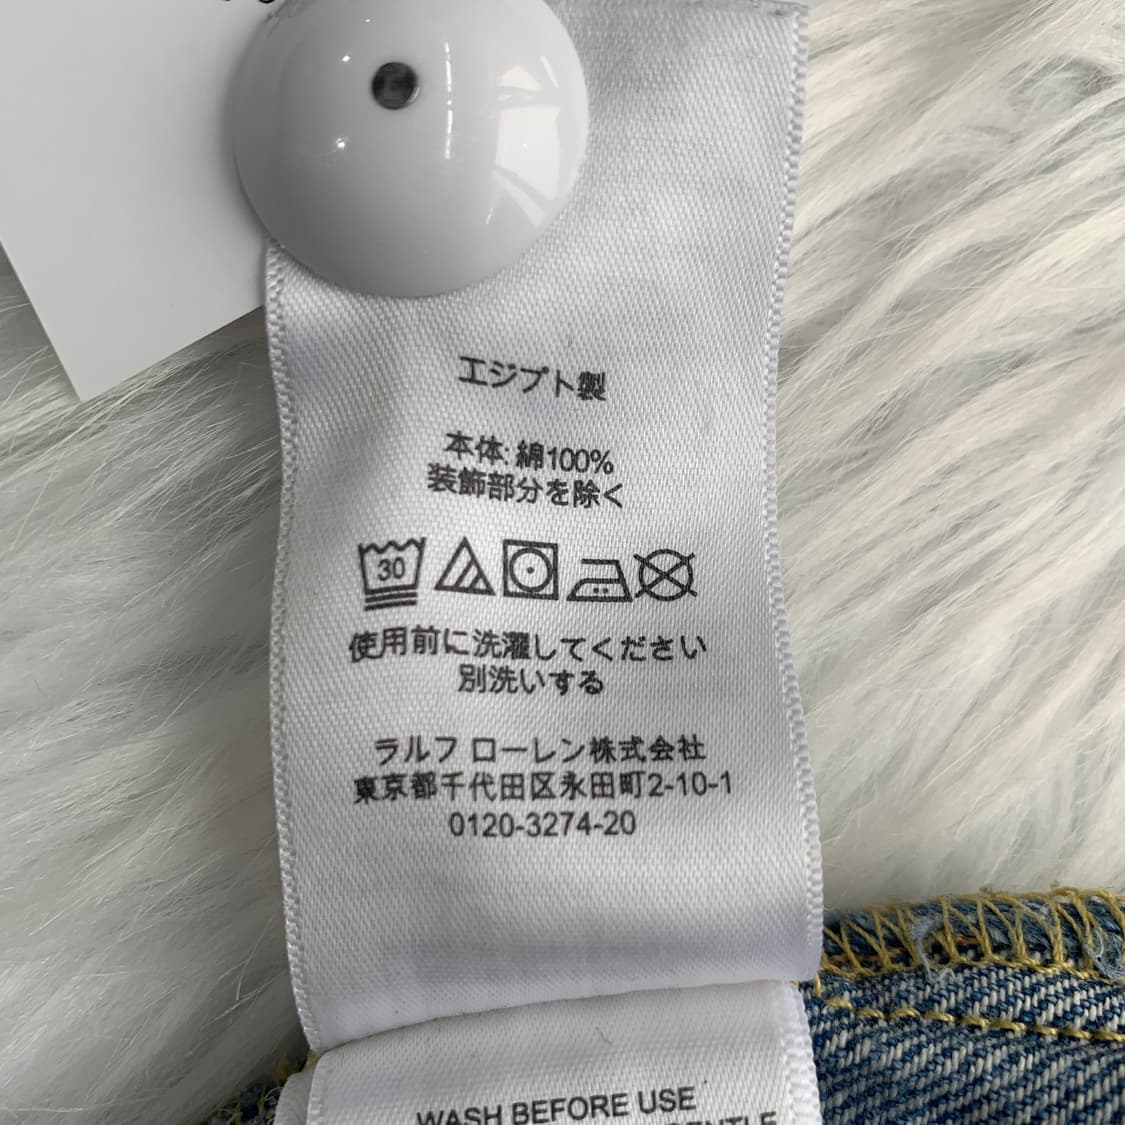 エジプト製
本体: 綿100%
装飾部分を除く
30
使用前に洗濯してください
別洗いする
ラルフ ローレン株式会社
東京都千代田区永田町2-10-1
0120-3274-20
WASH BEFORE USE
GENTLE